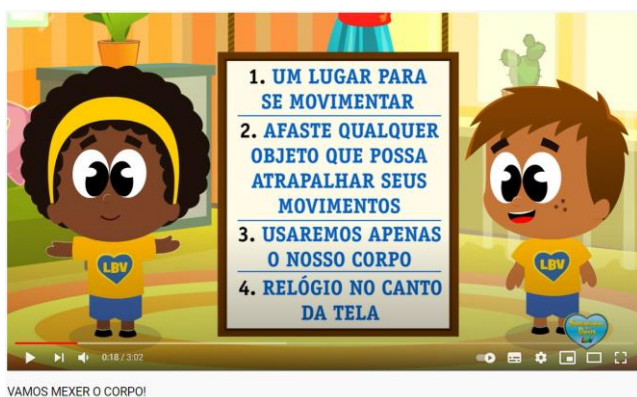 1. UM LUGAR PARA
SE MOVIMENTAR
2. AFASTE QUALQUER
OBJETO QUE POSSA
ATRAPALHAR SEUS
MOVIMENTOS
3. USAREMOS APENAS
O NOSSO CORPO
4. RELÓGIO NO CANTO
DA TELA
LBV
LBV
0:18 / 3:02
VAMOS MEXER O CORPO!